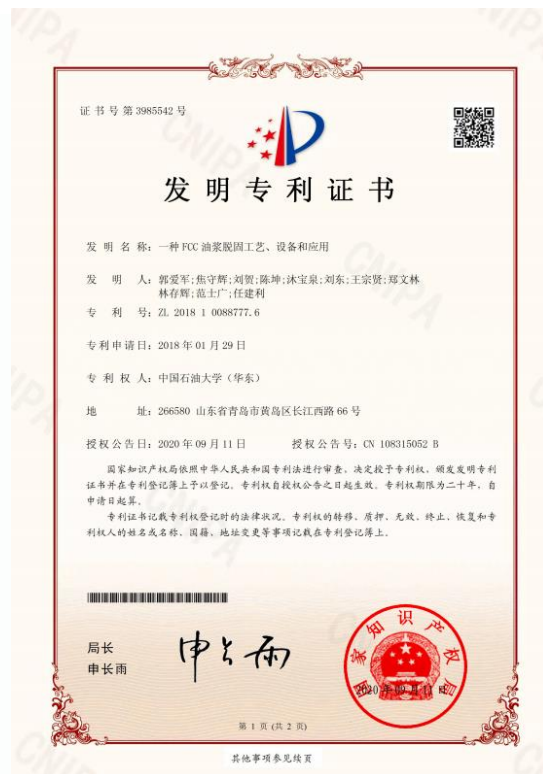 证书号第3985542号
发明专利证书
发明名称：一种FCC油浆脱固工艺、设备和应用
发明人：郭爱军;焦守辉;刘贺;陈坤;沐宝泉;刘东;王宗贤;郑文林
林存辉;范士广;任建利
专利号：ZL 2018 1 0088777.6
专利申请日：2018年01月29日
专利权人：中国石油大学（华东）
地址：266580 山东省青岛市黄岛区长江西路66号
授权公告日：2020年09月11日 授权公告号：CN 108315052 B
国家知识产权局依照中华人民共和国专利法进行审查，决定授予专利权，颁发发明专利
证书并在专利登记簿上予以登记。专利权自授权公告之日起生效。专利权期限为二十年，自
申请日起算。
专利证书记载专利权登记时的法律状况。专利权的转移、质押、无效、终止、恢复和专
利权人的姓名或名称、国籍、地址变更等事项记载在专利登记簿上。
局长
申长雨
申长雨
国家知识产权局
2020年09月11日
第 1 页 (共 2 页)
其他事项参见续页
CNIPA